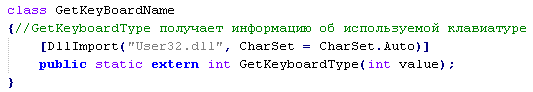 class GetKeyBoardName
{//GetKeyboardType получает информацию об используемой клавиатуре
[DllImport("User32.dll", CharSet = CharSet.Auto)]
public static extern int GetKeyboardType(int value);
}